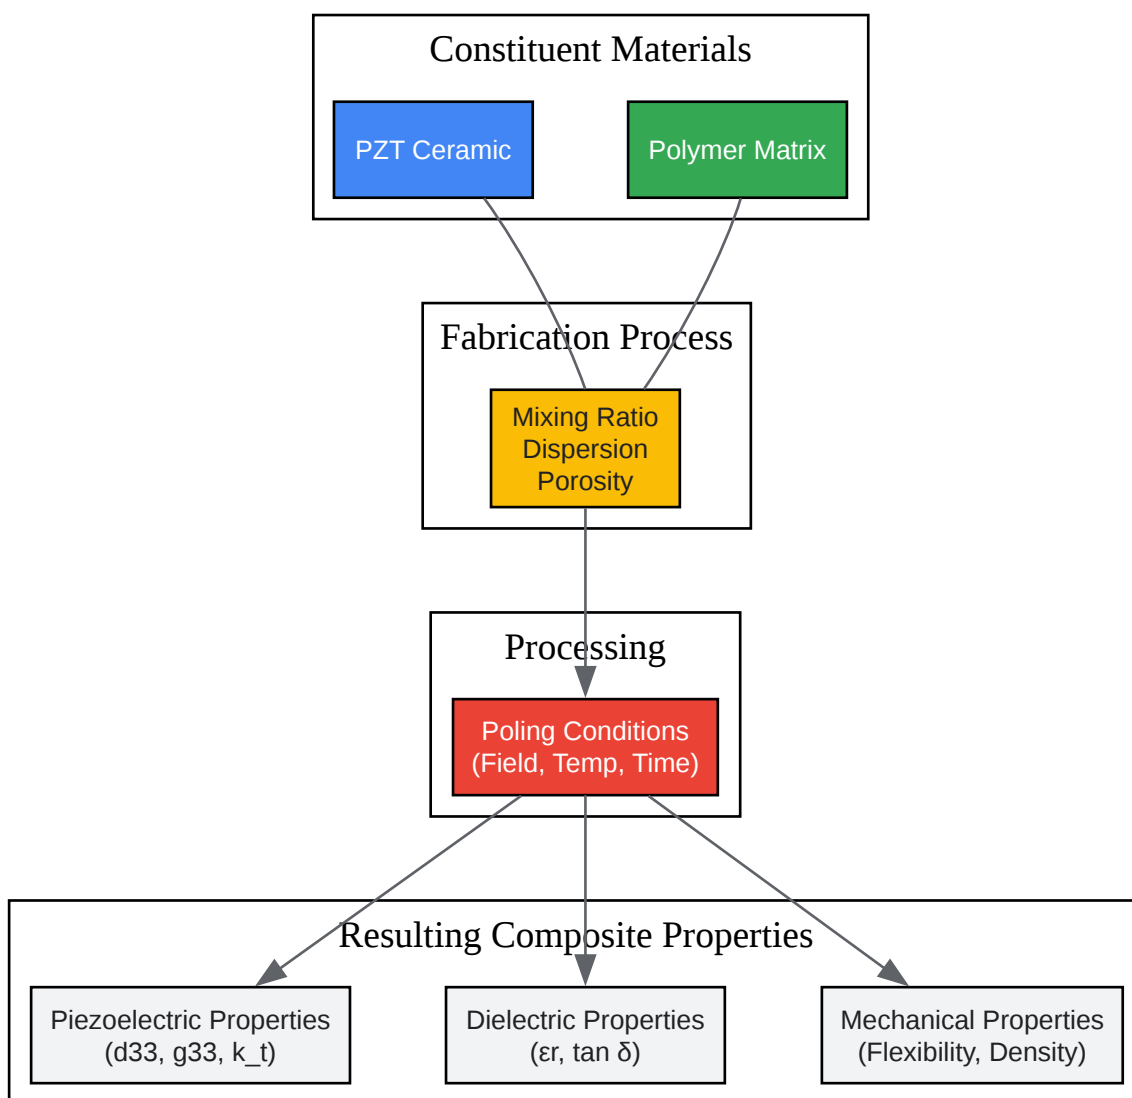 Constituent Materials
PZT Ceramic
Polymer Matrix
Fabrication Process
Mixing Ratio
Dispersion
Porosity
Processing
Poling Conditions
(Field, Temp, Time)
Resulting Composite Properties
Piezoelectric Properties
(d33, g33, k_t)
Dielectric Properties
(εr, tan δ)
Mechanical Properties
(Flexibility, Density)